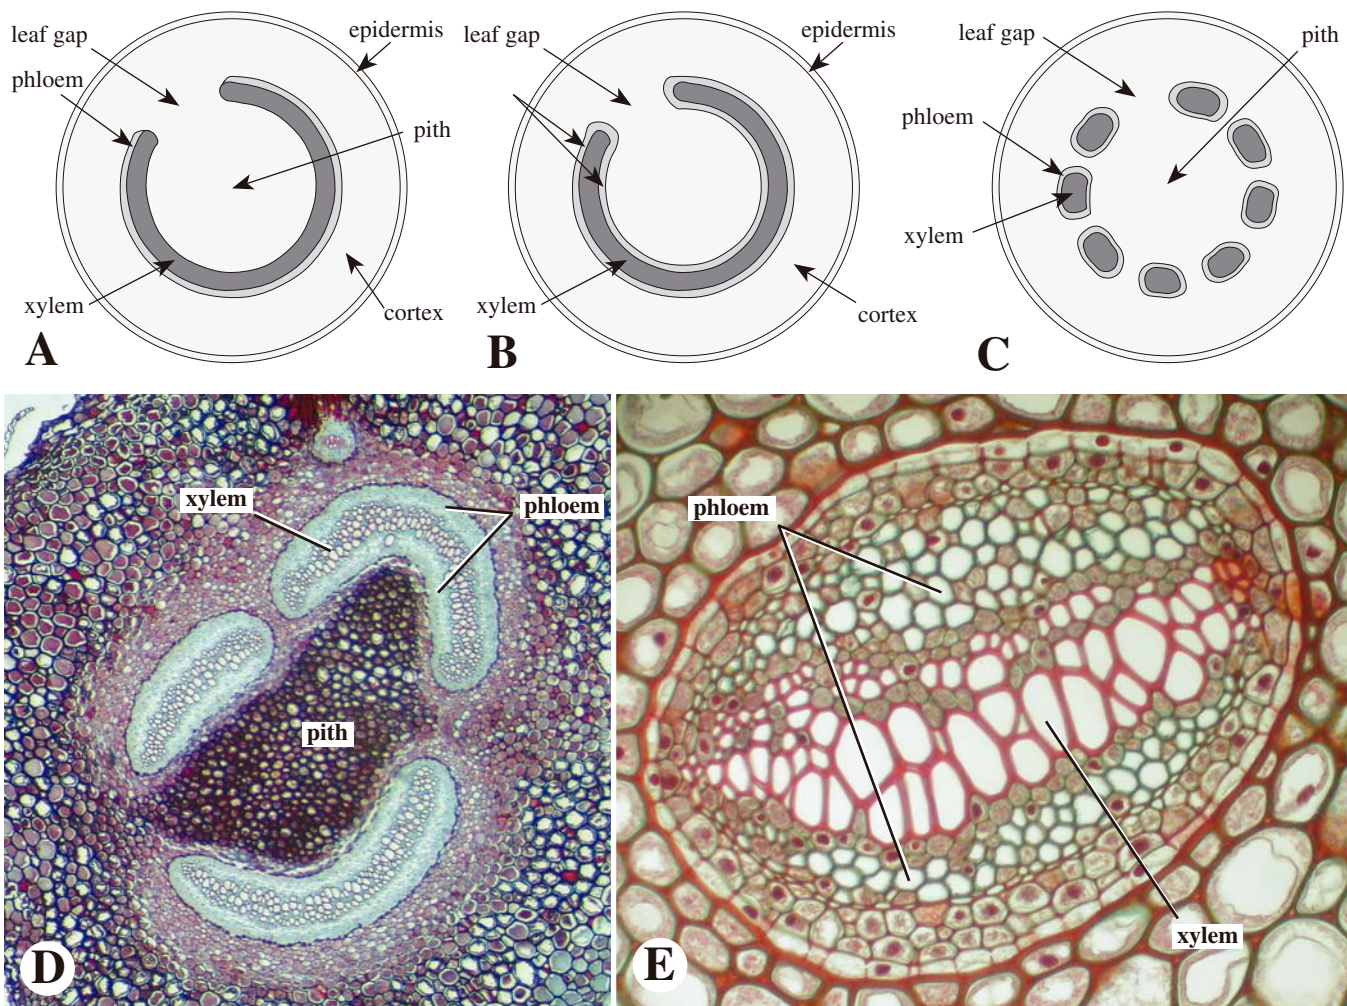 leaf gap
epidermis
phloem
pith
xylem
cortex
A
leaf gap
epidermis
xylem
cortex
B
leaf gap
pith
phloem
xylem
C
xylem
phloem
pith
D
phloem
xylem
E